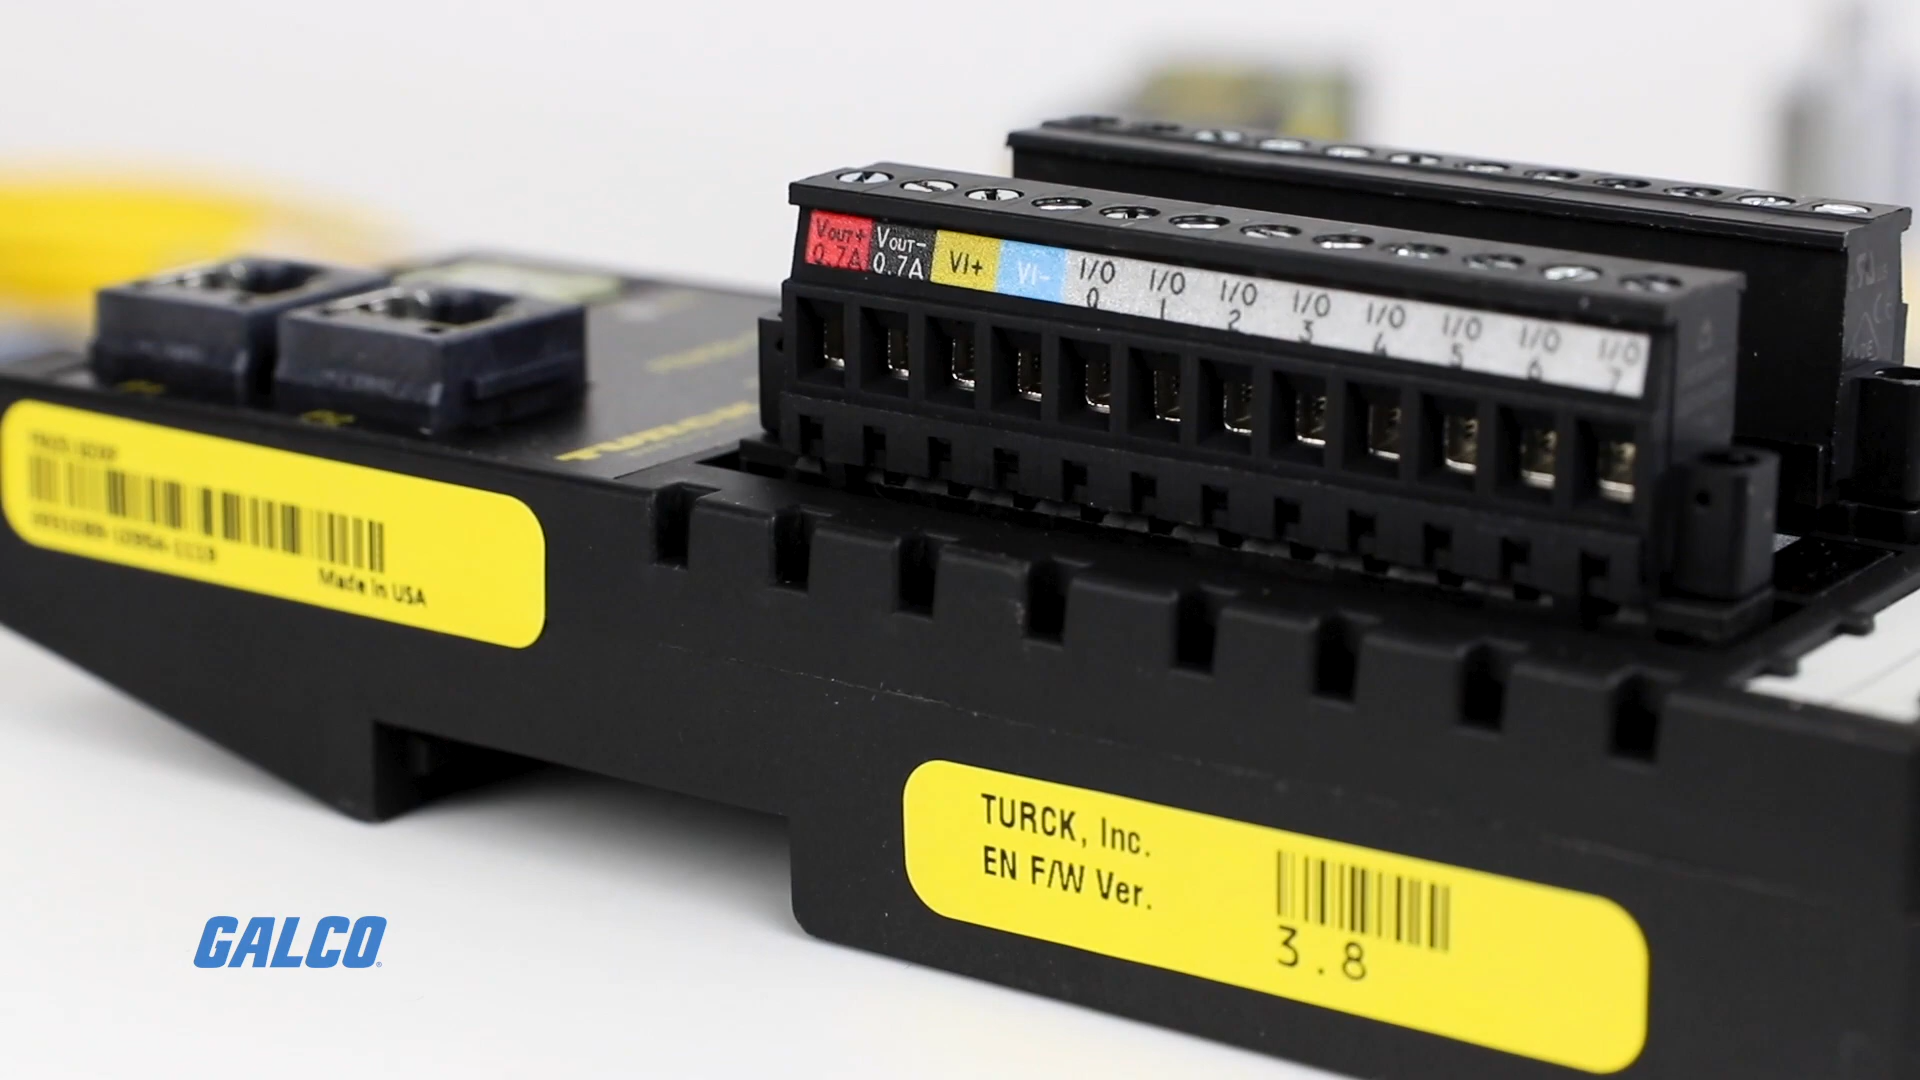 VOUT+
0.7A
VOUT-
0.7A
VI+
VI-
I/O
0
I/O
1
I/O
2
I/O
3
I/O
4
I/O
5
I/O
6
I/O
7
Made in USA
TURCK, Inc.
EN F/W Ver.
3.8
GALCO